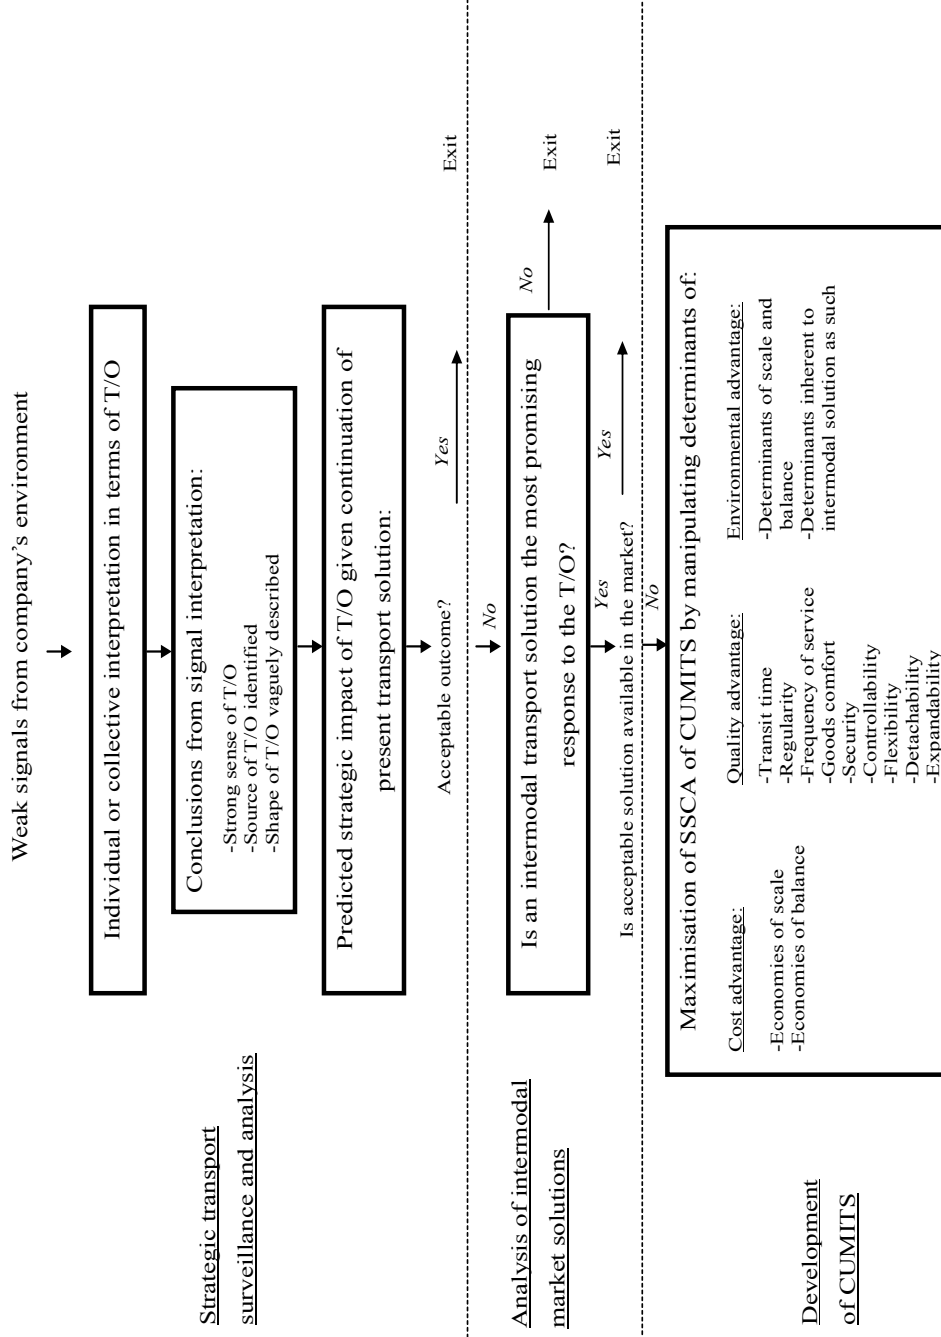 Weak signals from company’s environment
Strategic transport
surveillance and analysis
Individual or collective interpretation in terms of T/O
Conclusions from signal interpretation:
-Strong sense of T/O
-Source of T/O identified
-Shape of T/O vaguely described
Predicted strategic impact of T/O given continuation of
present transport solution:
Acceptable outcome?
Yes
Exit
No
Analysis of intermodal
market solutions
Is an intermodal transport solution the most promising
response to the T/O?
No
Exit
Yes
Is acceptable solution available in the market?
Yes
Exit
No
Development
of CUMITS
Maximisation of SSCA of CUMITS by manipulating determinants of:
Cost advantage:
-Economies of scale
-Economies of balance
Quality advantage:
-Transit time
-Regularity
-Frequency of service
-Goods comfort
-Security
-Controllability
-Flexibility
-Detachability
-Expandability
Environmental advantage:
-Determinants of scale and
balance
-Determinants inherent to
intermodal solution as such